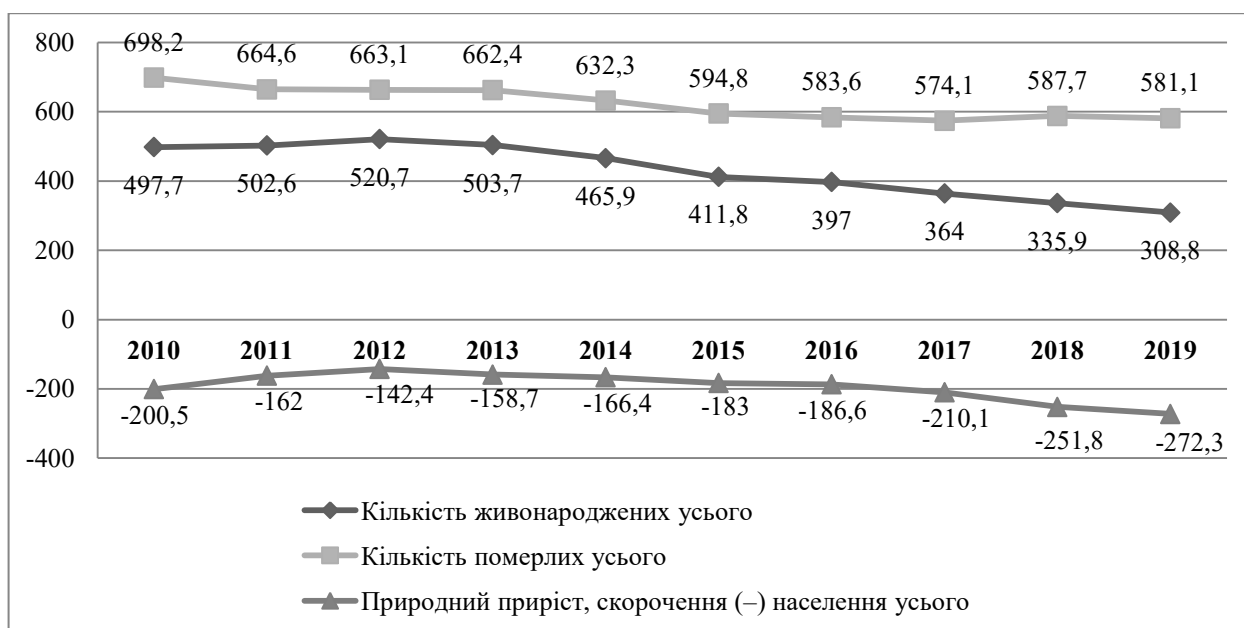 800
698,2 664,6 663,1 662,4 632,3 594,8 583,6 574,1 587,7 581,1
600
400
497,7 502,6 520,7 503,7 465,9 411,8 397 364 335,9 308,8
200
0
2010 2011 2012 2013 2014 2015 2016 2017 2018 2019
-200
-200,5 -162 -142,4 -158,7 -166,4 -183 -186,6 -210,1 -251,8 -272,3
-400
Кількість живонароджених усього
Кількість померлих усього
Природний приріст, скорочення (–) населення усього